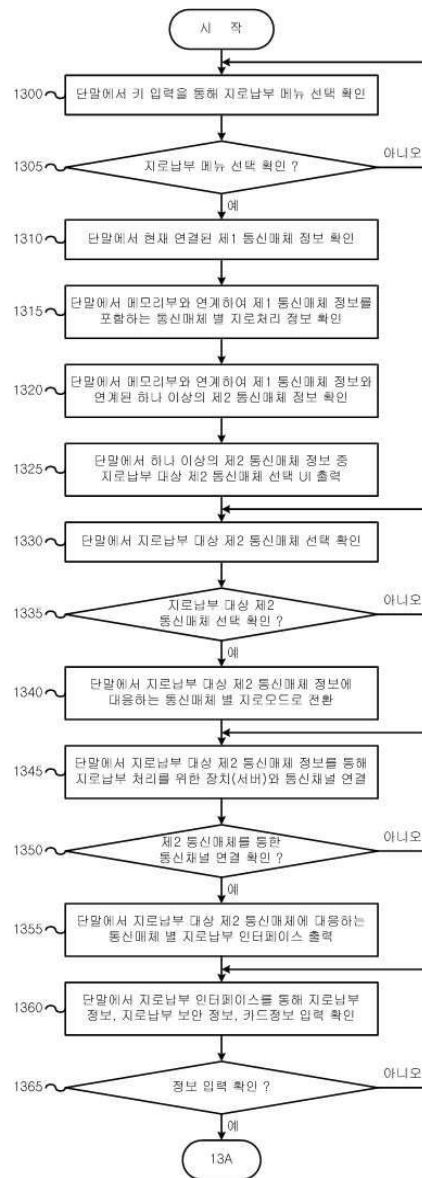 시 작
1300 단말에서 키 입력을 통해 지로납부 메뉴 선택 확인
1305 지로납부 메뉴 선택 확인 ?
아니오
예
1310 단말에서 현재 연결된 제1 통신매체 정보 확인
1315 단말에서 메모리부와 연계하여 제1 통신매체 정보를
포함하는 통신매체 별 지로처리 정보 확인
1320 단말에서 메모리부와 연계하여 제1 통신매체 정보와
연계된 하나 이상의 제2 통신매체 정보 확인
1325 단말에서 하나 이상의 제2 통신매체 정보 중
지로납부 대상 제2 통신매체 선택 UI 출력
1330 단말에서 지로납부 대상 제2 통신매체 선택 확인
1335 지로납부 대상 제2
통신매체 선택 확인 ?
아니오
예
1340 단말에서 지로납부 대상 제2 통신매체 정보에
대응하는 통신매체 별 지로모드로 전환
1345 단말에서 지로납부 대상 제2 통신매체 정보를 통해
지로납부 처리를 위한 장치(서버)와 통신채널 연결
1350 제2 통신매체를 통한
통신채널 연결 확인 ?
아니오
예
1355 단말에서 지로납부 대상 제2 통신매체에 대응하는
통신매체 별 지로납부 인터페이스 출력
1360 단말에서 지로납부 인터페이스를 통해 지로납부
정보, 지로납부 보안 정보, 카드정보 입력 확인
1365 정보 입력 확인 ?
아니오
예
13A